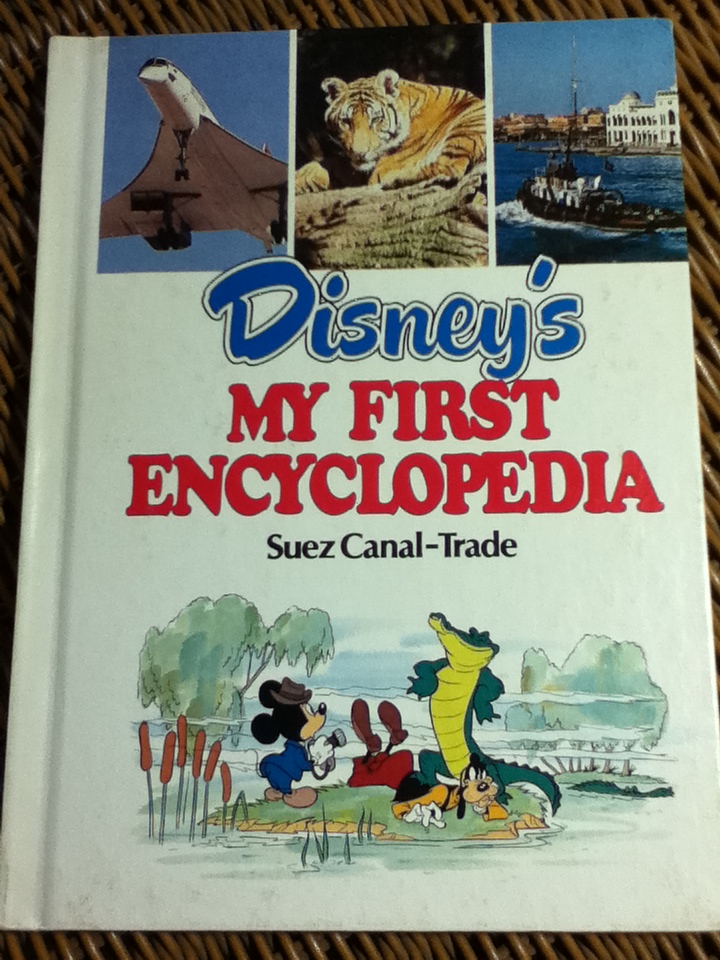 Disney's
MY FIRST
ENCYCLOPEDIA
Suez Canal-Trade